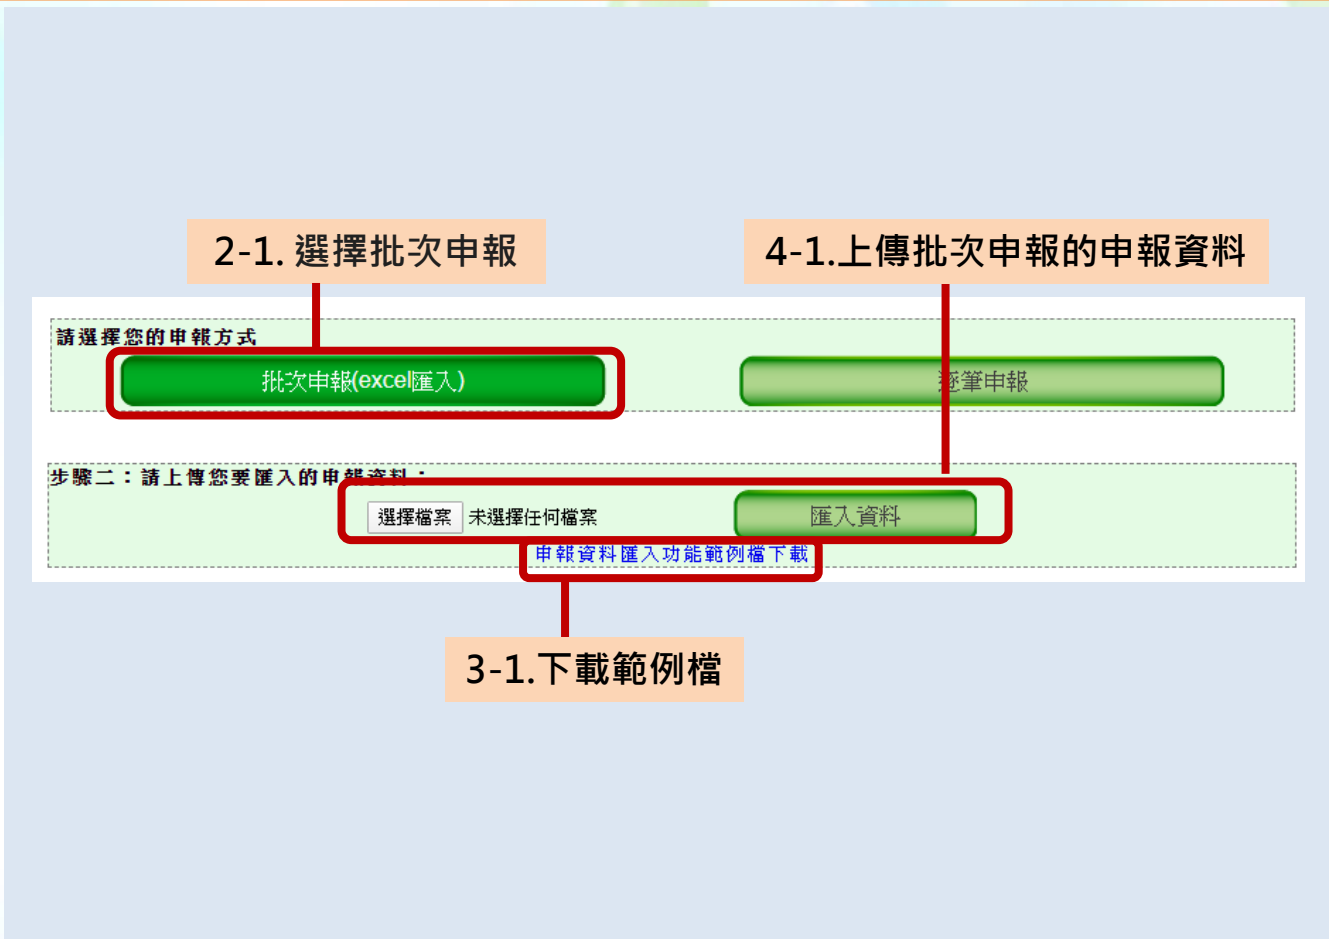 2-1. 選擇批次申報
4-1.上傳批次申報的申報資料
請選擇您的申報方式
批次申報(excel匯入)
逐筆申報
步驟二：請上傳您要匯入的申報資料：
選擇檔案 未選擇任何檔案
匯入資料
申報資料匯入功能範例檔下載
3-1.下載範例檔